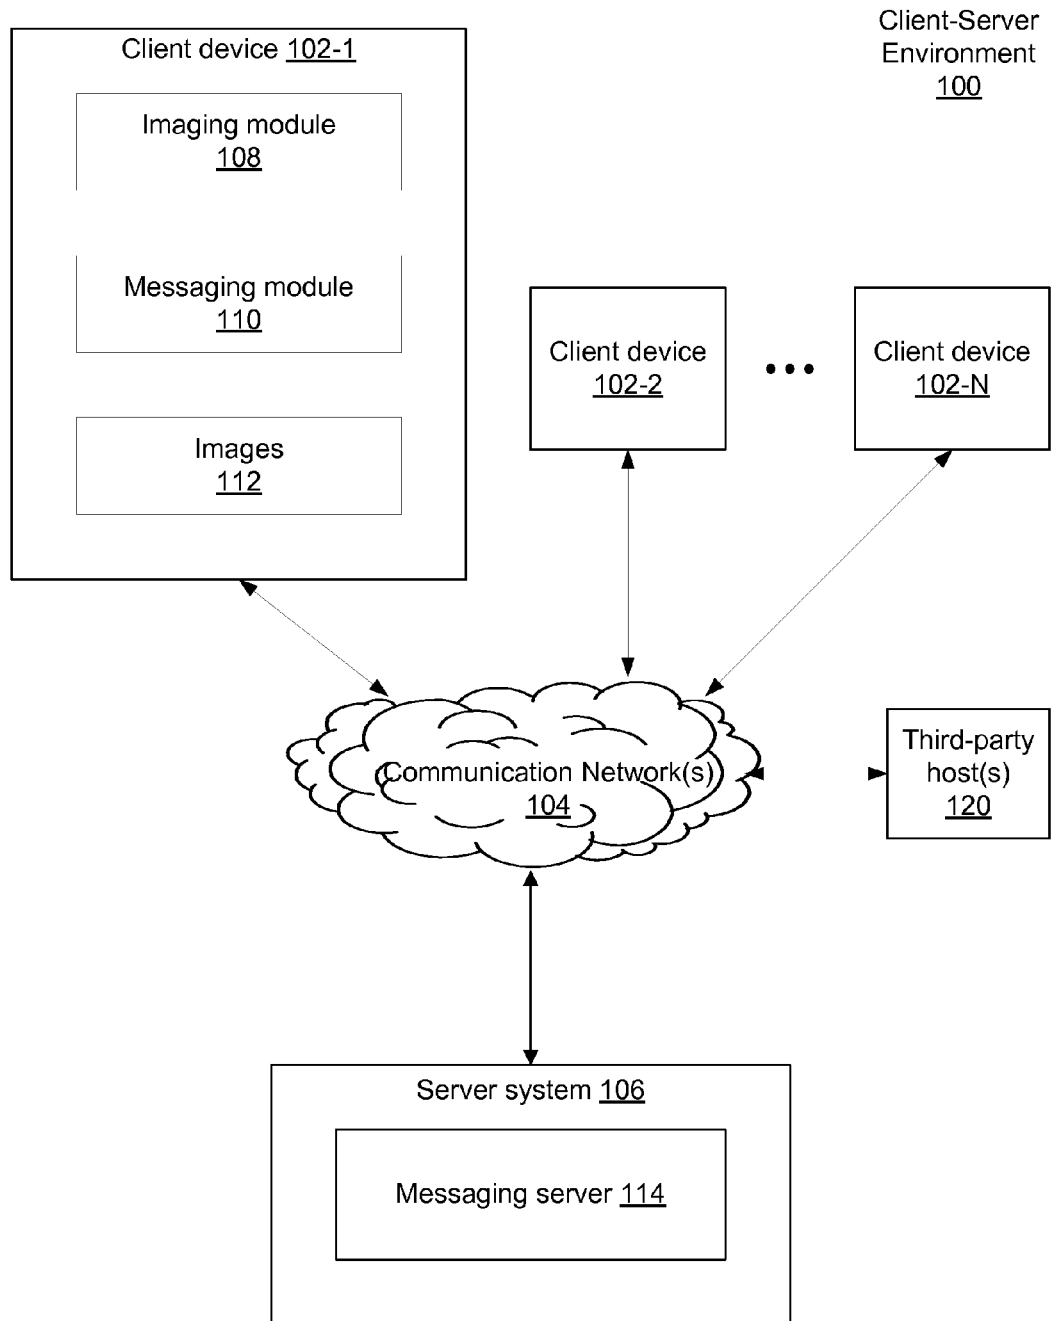 Client-Server
Environment
100
Client device 102-1
Imaging module
108
Messaging module
110
Images
112
Client device
102-2
Client device
102-N
Communication Network(s)
104
Third-party
host(s)
120
Server system 106
Messaging server 114